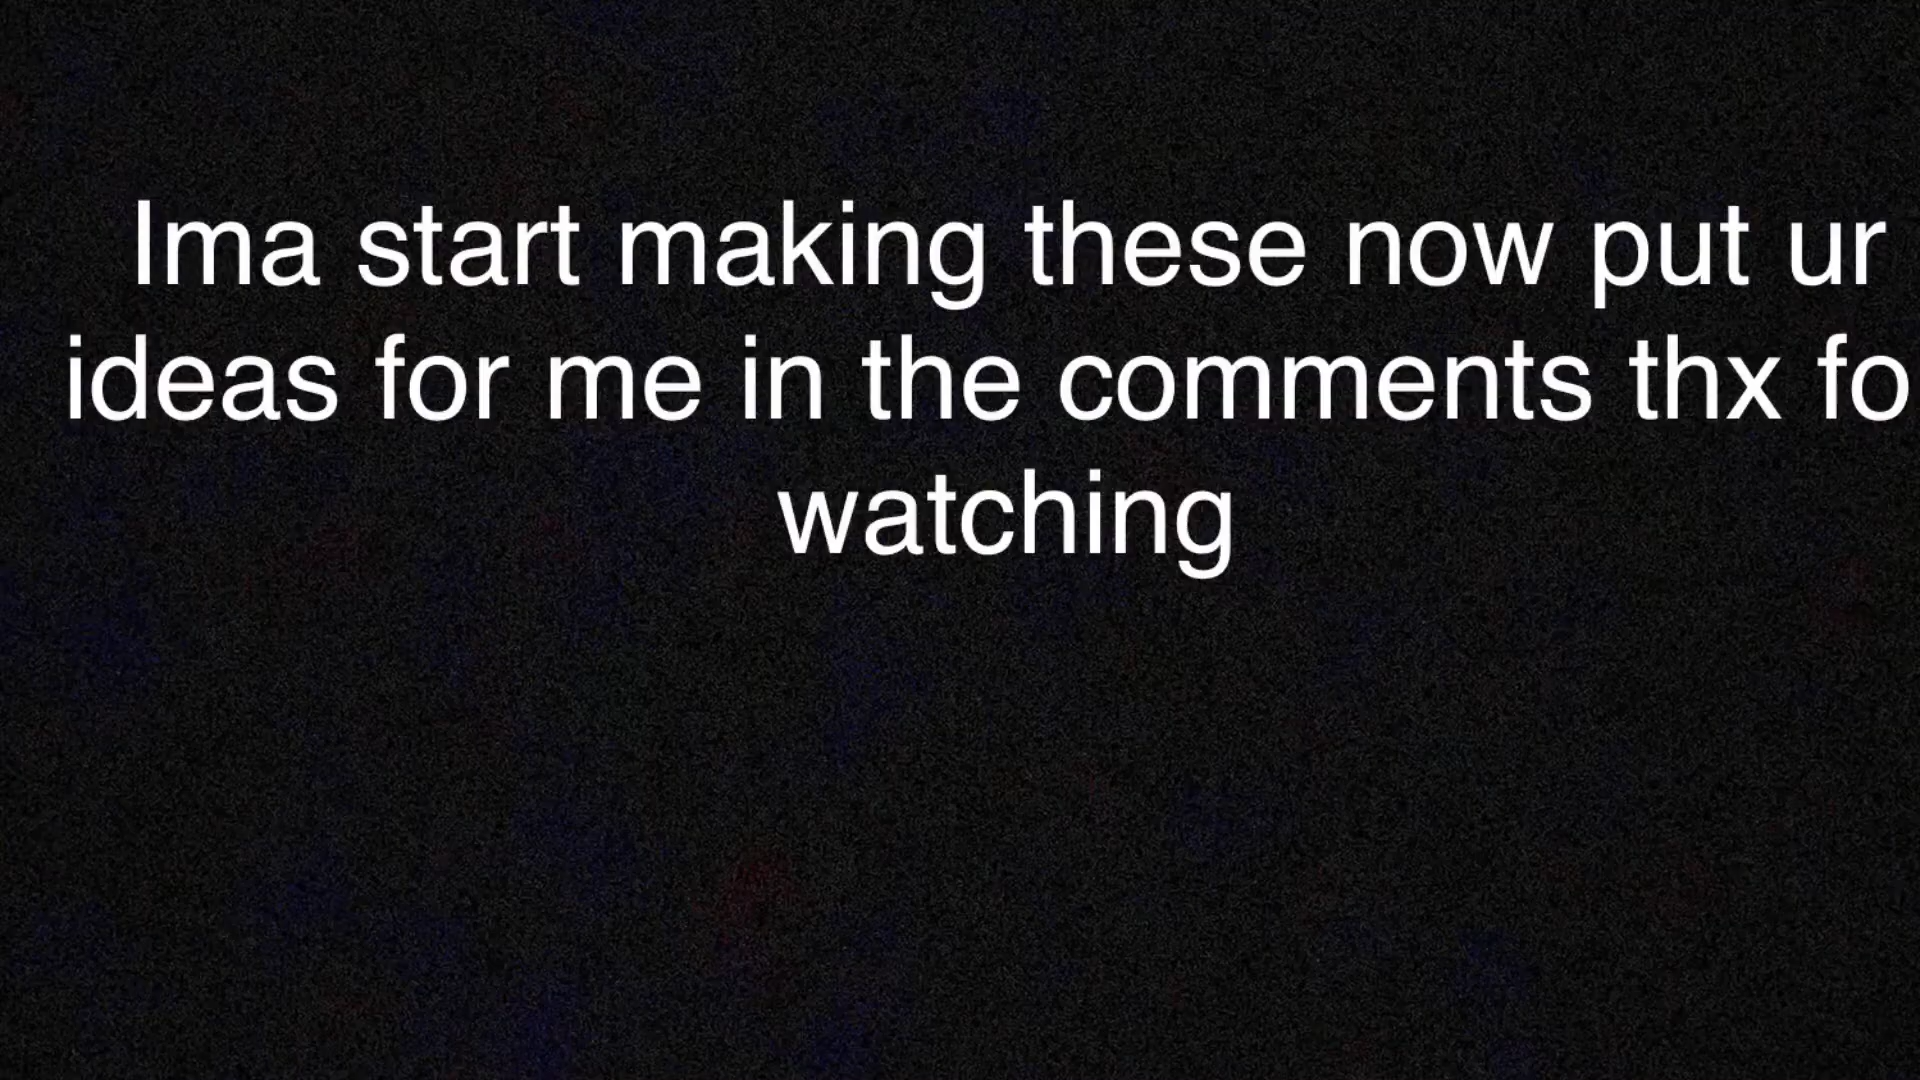 Ima start making these now put ur
ideas for me in the comments thx fo
watching